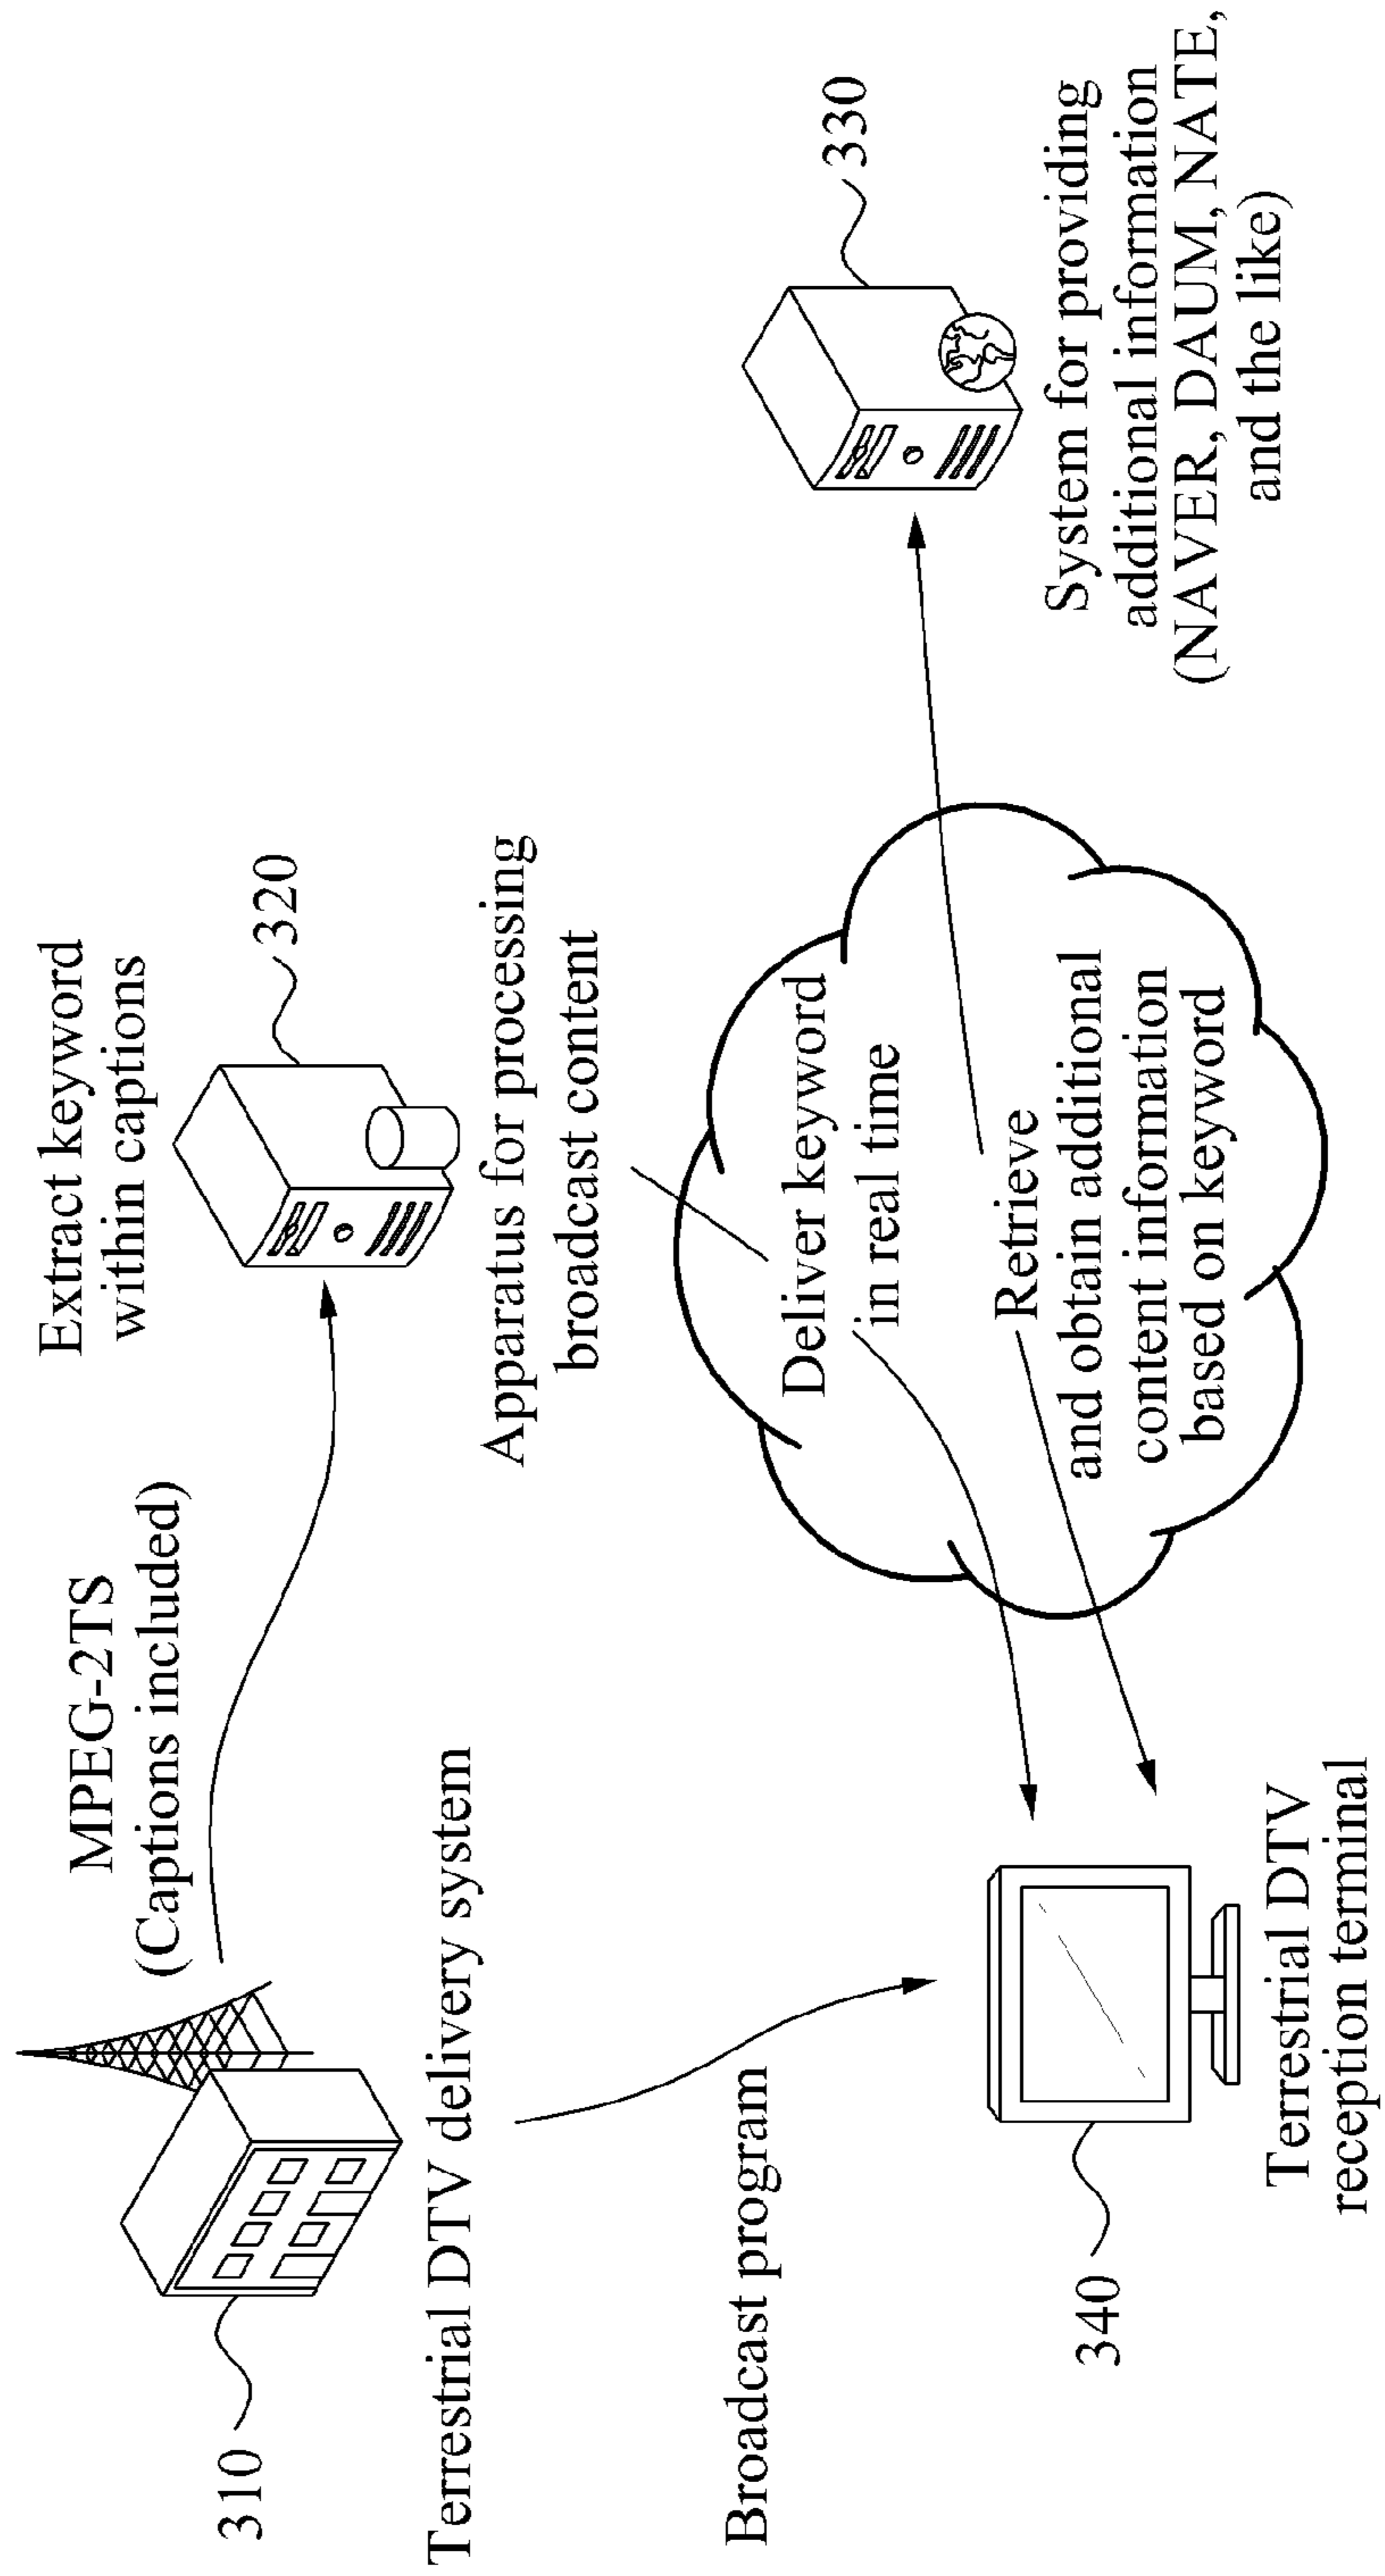 MPEG-2TS
(Captions included)
Extract keyword
within captions
310
320
Terrestrial DTV delivery system
Apparatus for processing
broadcast content
Broadcast program
Deliver keyword
in real time
330
Retrieve
and obtain additional
content information
based on keyword
System for providing
additional information
(NAVER, DAUM, NATE,
and the like)
340
Terrestrial DTV
reception terminal